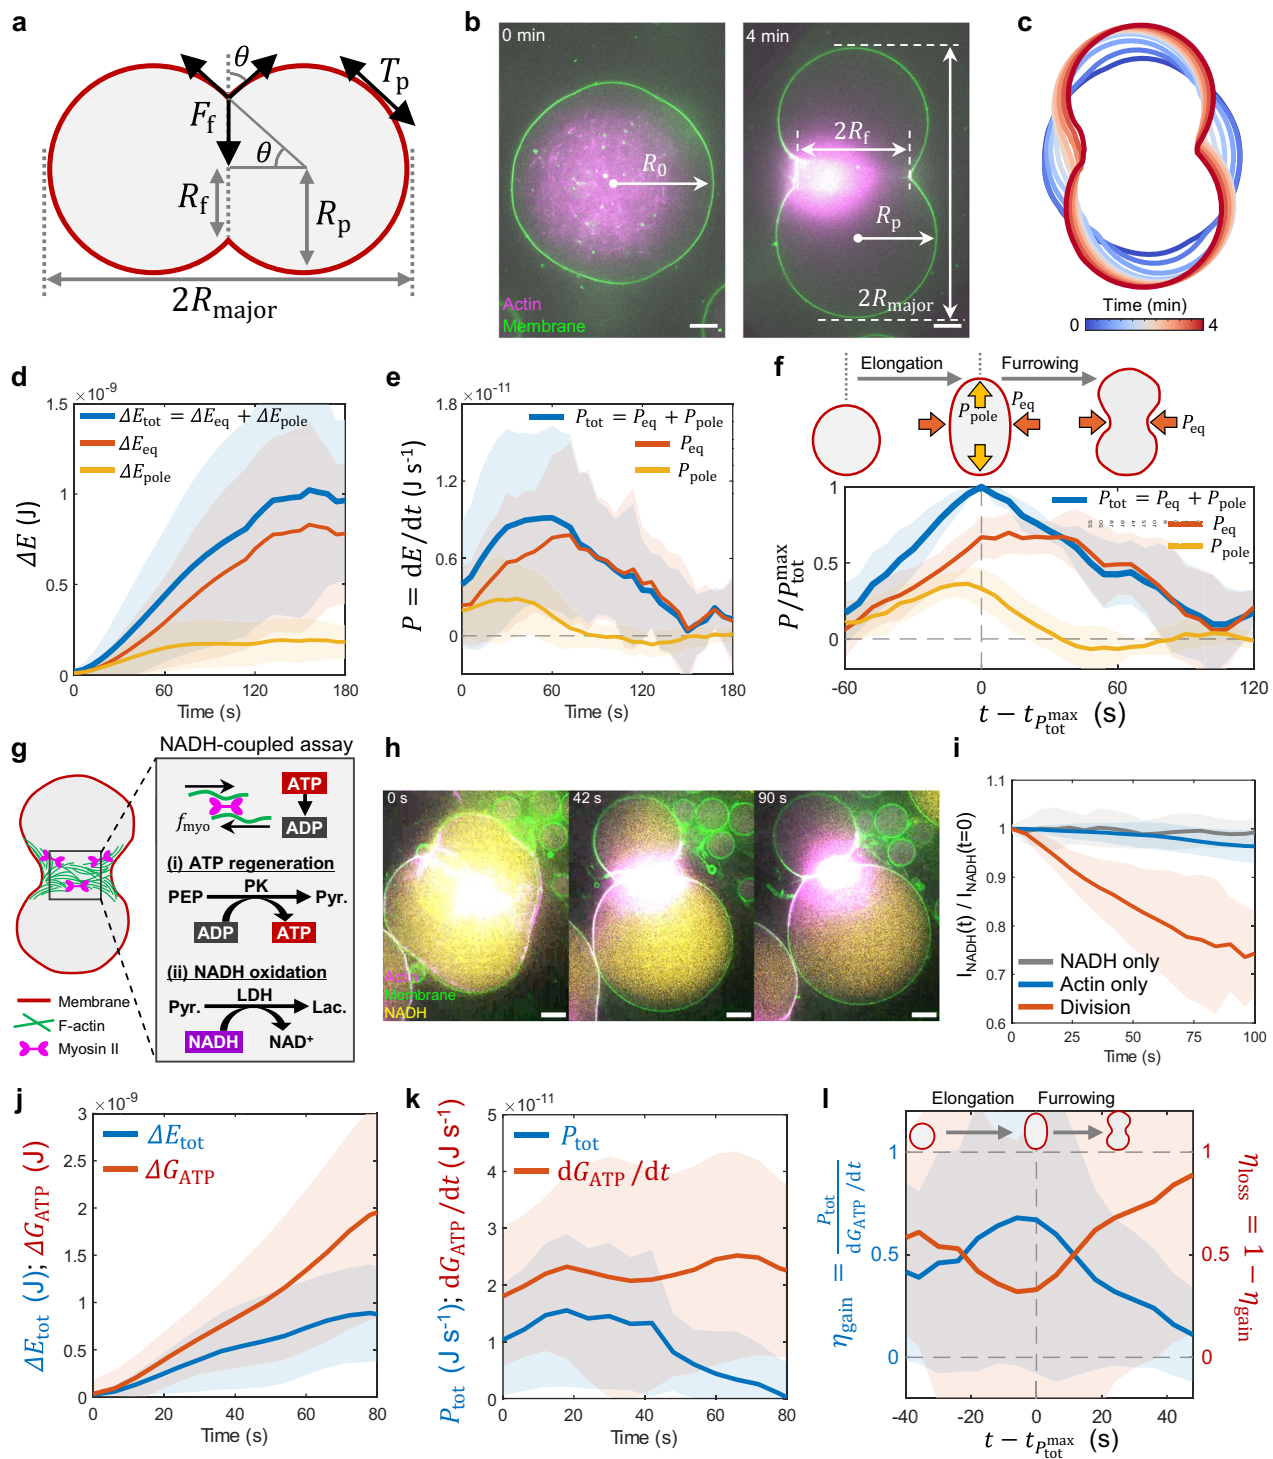 a
θ
T_p
F_f
θ
R_f
R_p
2R_major
b
0 min
R_0
Actin
Membrane
4 min
2R_f
R_p
2R_major
c
Time (min)
0
4
d
×10⁻⁹
1.5
1
0.5
0
ΔE (J)
ΔE_tot = ΔE_eq + ΔE_pole
ΔE_eq
ΔE_pole
0
60
120
180
Time (s)
e
×10⁻¹¹
1.8
1.2
0.6
0
P = dE/dt (J s⁻¹)
P_tot = P_eq + P_pole
P_eq
P_pole
0
60
120
180
Time (s)
f
Elongation
Furrowing
P_pole
P_eq
P_eq
1
0.5
0
P/P_tot^max
P_tot = P_eq + P_pole
P_eq
P_pole
-60
0
60
120
t − t_P_tot^max (s)
g
NADH-coupled assay
ATP
ADP
f_myo
(i) ATP regeneration
PK
PEP
Pyr.
ADP
ATP
(ii) NADH oxidation
LDH
Pyr.
Lac.
NADH
NAD⁺
Membrane
F-actin
Myosin II
h
0 s
42 s
90 s
Actin
Membrane
NADH
i
1.1
1
0.9
0.8
0.7
0.6
I_NADH(t) / I_NADH(t=0)
NADH only
Actin only
Division
0
25
50
75
100
Time (s)
j
×10⁻⁹
3
2.5
2
1.5
1
0.5
0
ΔE_tot (J); ΔG_ATP (J)
ΔE_tot
ΔG_ATP
0
20
40
60
80
Time (s)
k
×10⁻¹¹
5
4
3
2
1
0
P_tot (J s⁻¹); dG_ATP/dt (J s⁻¹)
P_tot
dG_ATP/dt
0
20
40
60
80
Time (s)
l
Elongation
Furrowing
1
0.5
0
η_gain = P_tot / dG_ATP/dt
1
0.5
0
η_loss = 1 − η_gain
-40
-20
0
20
40
t − t_P_tot^max (s)